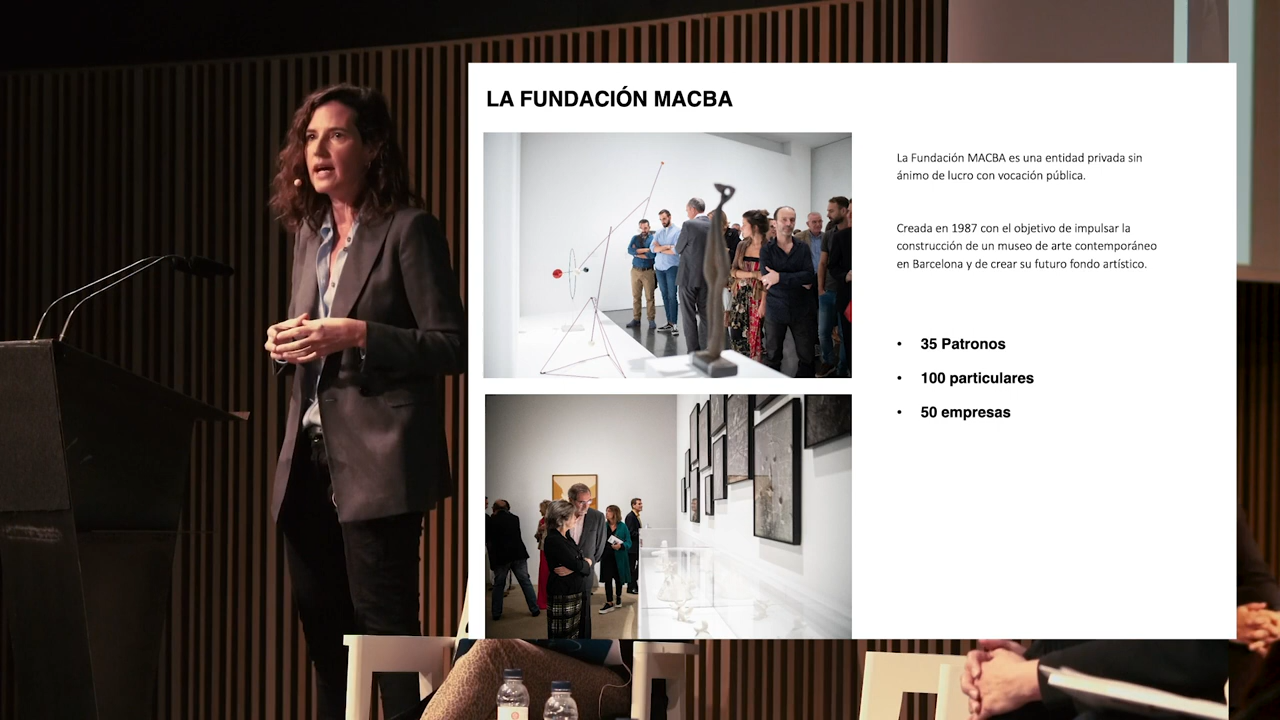 LA FUNDACIÓN MACBA
La Fundación MACBA es una entidad privada sin
ánimo de lucro con vocación pública.
Creada en 1987 con el objetivo de impulsar la
construcción de un museo de arte contemporáneo
en Barcelona y de crear su futuro fondo artístico.
• 35 Patronos
• 100 particulares
• 50 empresas